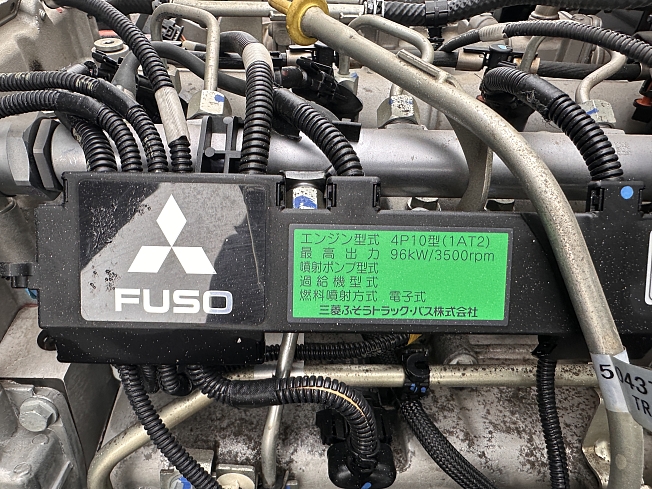 FUSO
エンジン型式 4P10型(1AT2)
最高出力 96kW/3500rpm
噴射ポンプ型式
過給機型式
燃料噴射方式 電子式
三菱ふそうトラック・バス株式会社
50437
TR